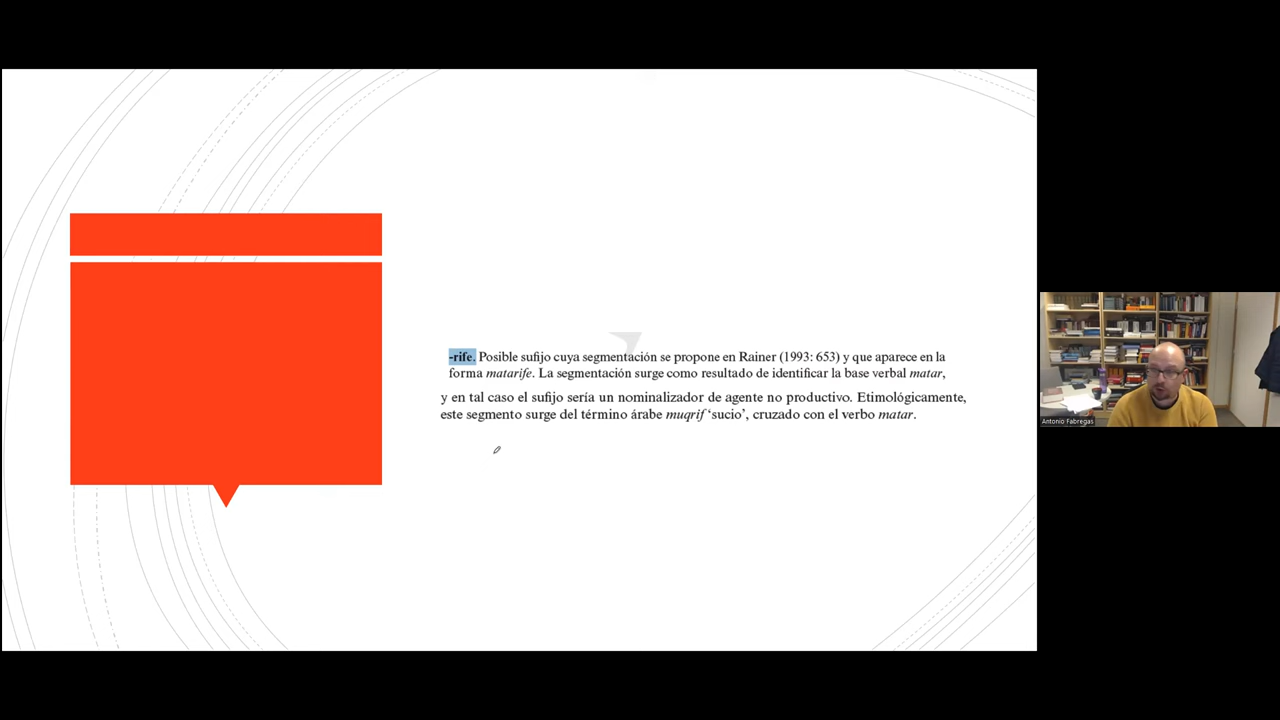 -rife. Posible sufijo cuya segmentación se propone en Rainer (1993: 653) y que aparece en la
forma matarife. La segmentación surge como resultado de identificar la base verbal matar,
y en tal caso el sufijo sería un nominalizador de agente no productivo. Etimológicamente,
este segmento surge del término árabe muqrif ‘sucio’, cruzado con el verbo matar.
Antonio Fabregas